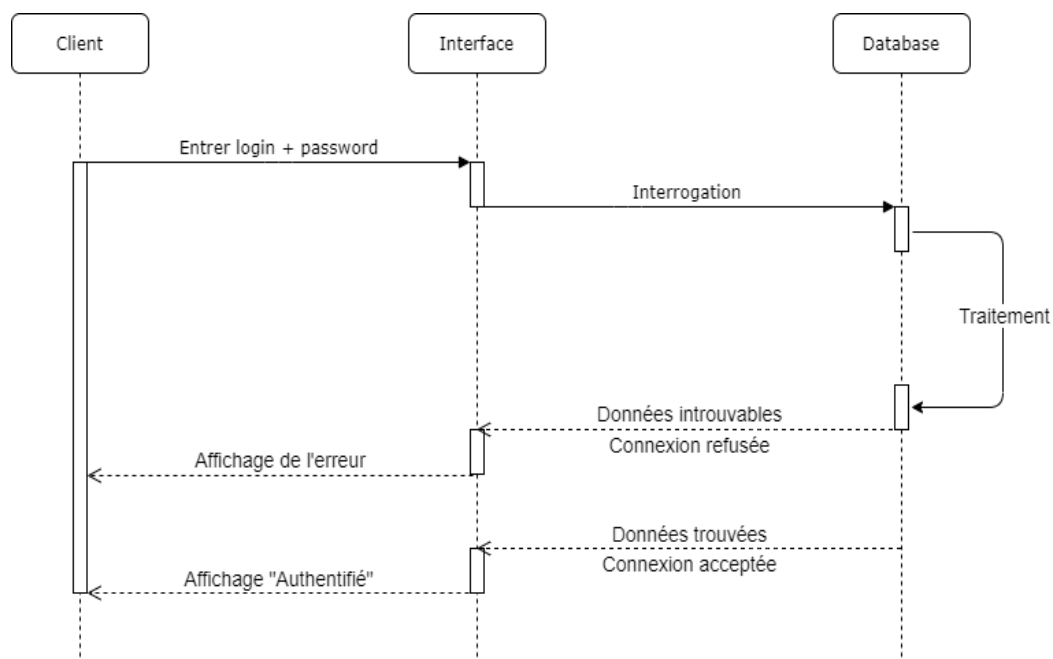 Client
Interface
Database
Entrer login + password
Interrogation
Traitement
Données introuvables
Connexion refusée
Affichage de l'erreur
Données trouvées
Connexion acceptée
Affichage "Authentifié"